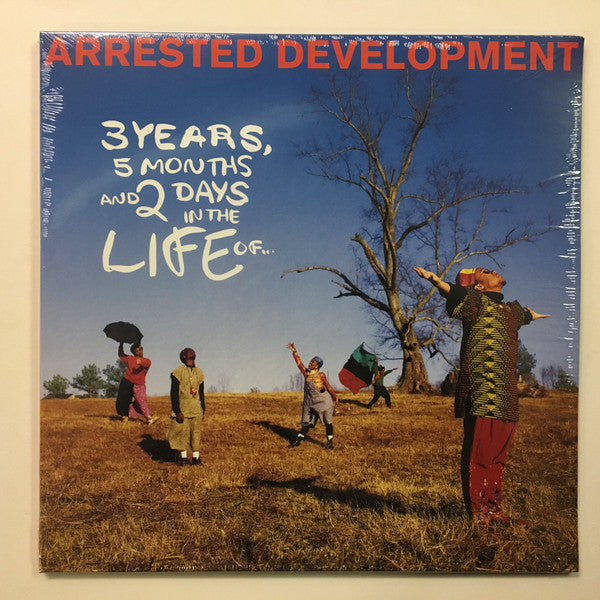 ARRESTED DEVELOPMENT
3 YEARS,
5 MONTHS
AND 2 DAYS
IN THE
LIFE OF...